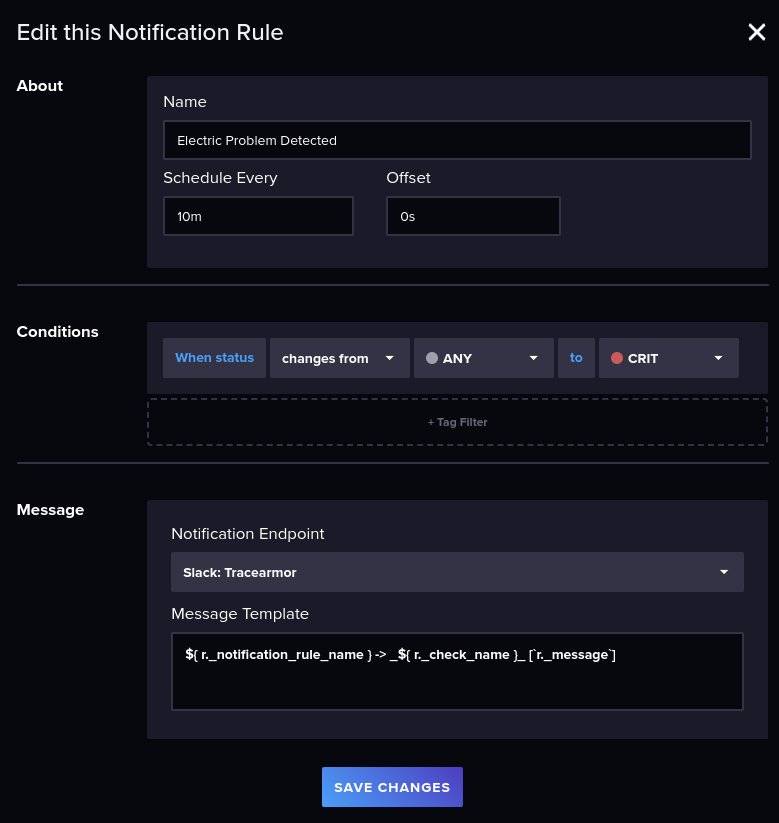 Edit this Notification Rule
About
Name
Electric Problem Detected
Schedule Every
Offset
10m
0s
Conditions
When status changes from ANY to CRIT
+ Tag Filter
Message
Notification Endpoint
Slack: Tracearmor
Message Template
${ r._notification_rule_name } -> _${ r._check_name }_ [`r._message`]
SAVE CHANGES